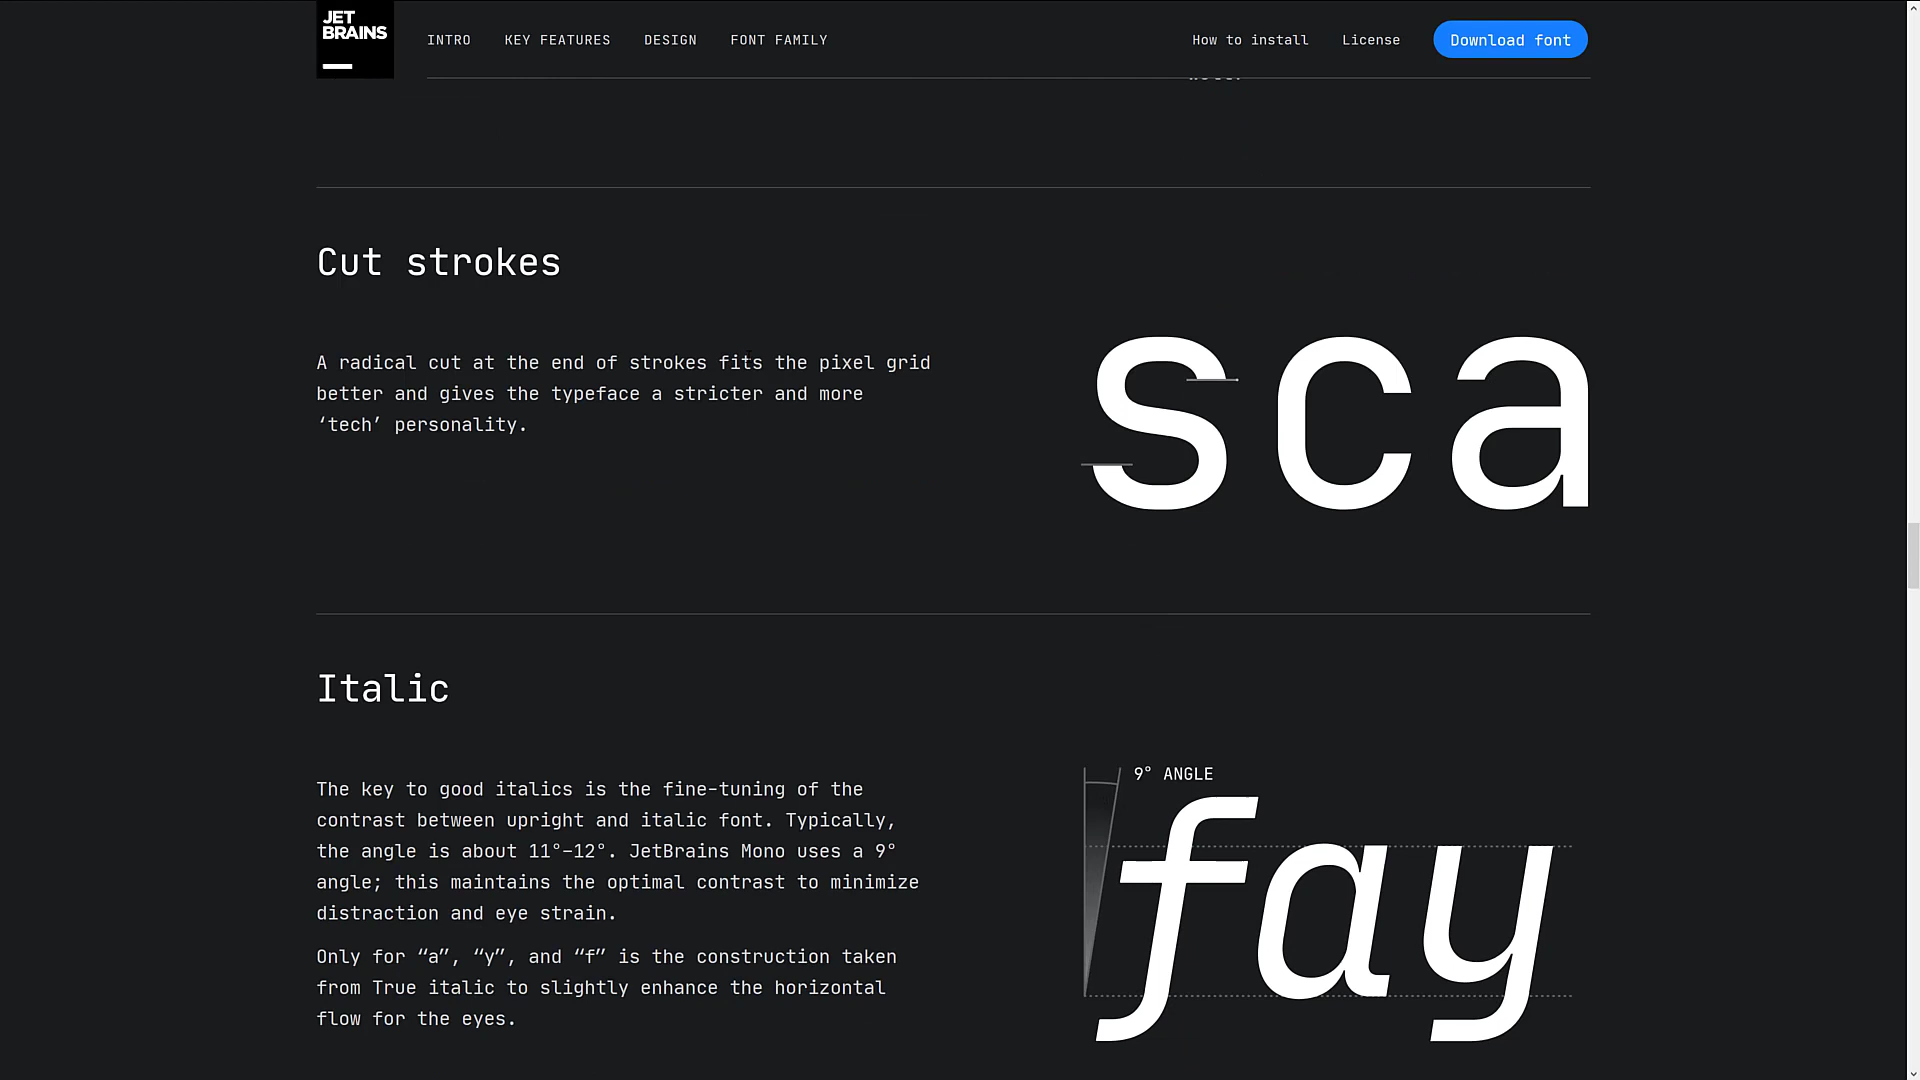 JET
BRAINS
INTRO KEY FEATURES DESIGN FONT FAMILY How to install License Download font
Cut strokes
A radical cut at the end of strokes fits the pixel grid
better and gives the typeface a stricter and more
‘tech’ personality.
sca
Italic
The key to good italics is the fine-tuning of the
contrast between upright and italic font. Typically,
the angle is about 11°–12°. JetBrains Mono uses a 9°
angle; this maintains the optimal contrast to minimize
distraction and eye strain.
Only for “a”, “y”, and “f” is the construction taken
from True italic to slightly enhance the horizontal
flow for the eyes.
9° ANGLE
fay